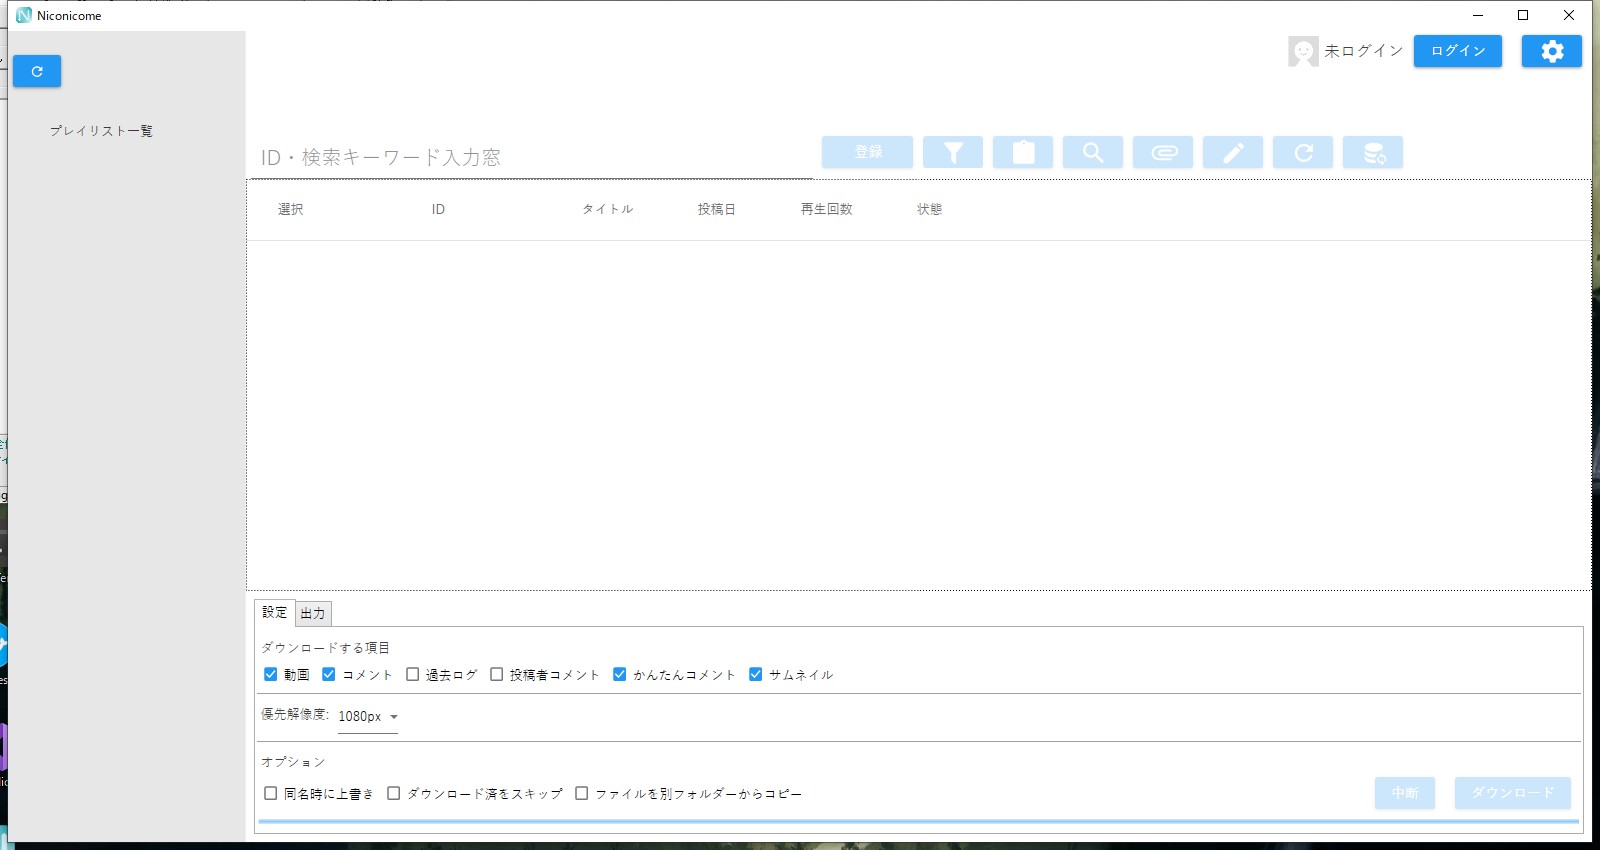 Niconicome
未ログイン ログイン
プレイリスト一覧
ID・検索キーワード入力窓 登録
選択 ID タイトル 投稿日 再生回数 状態
設定 出力
ダウンロードする項目
動画 コメント 過去ログ 投稿者コメント かんたんコメント サムネイル
優先解像度: 1080px
オプション
同名時に上書き ダウンロード済をスキップ ファイルを別フォルダーからコピー 中断 ダウンロード